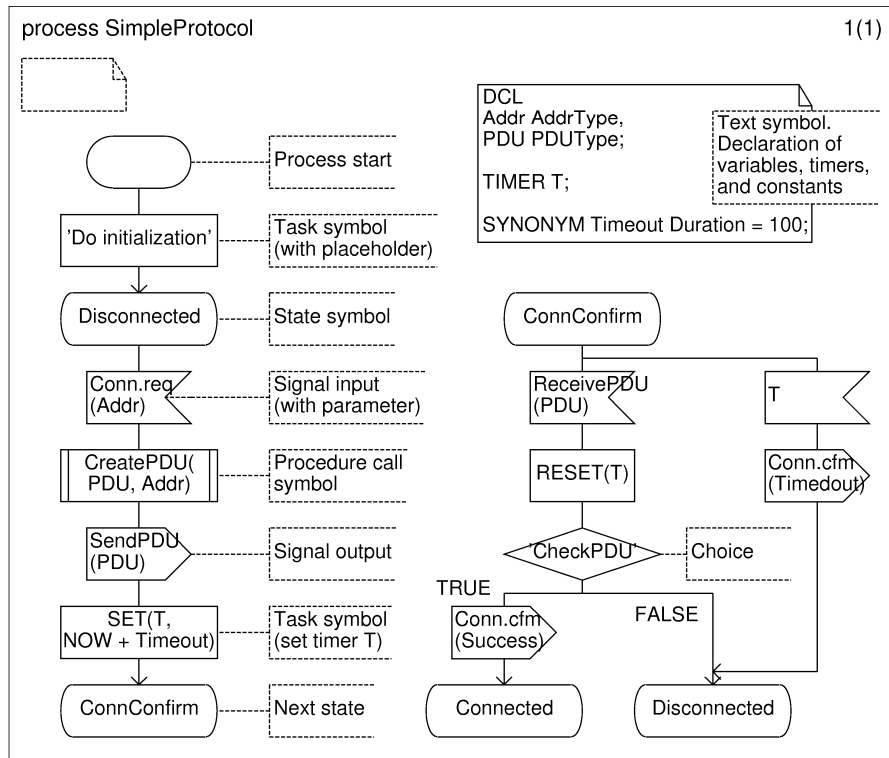 process SimpleProtocol
1(1)
DCL
Addr AddrType,
PDU PDUType;
TIMER T;
SYNONYM Timeout Duration = 100;
Text symbol.
Declaration of
variables, timers,
and constants
Process start
'Do initialization'
Task symbol
(with placeholder)
Disconnected
State symbol
Conn.req
(Addr)
Signal input
(with parameter)
CreatePDU(
PDU, Addr)
Procedure call
symbol
SendPDU
(PDU)
Signal output
SET(T,
NOW + Timeout)
Task symbol
(set timer T)
ConnConfirm
Next state
ConnConfirm
ReceivePDU
(PDU)
T
RESET(T)
Conn.cfm
(Timedout)
'CheckPDU'
Choice
TRUE
FALSE
Conn.cfm
(Success)
Connected
Disconnected